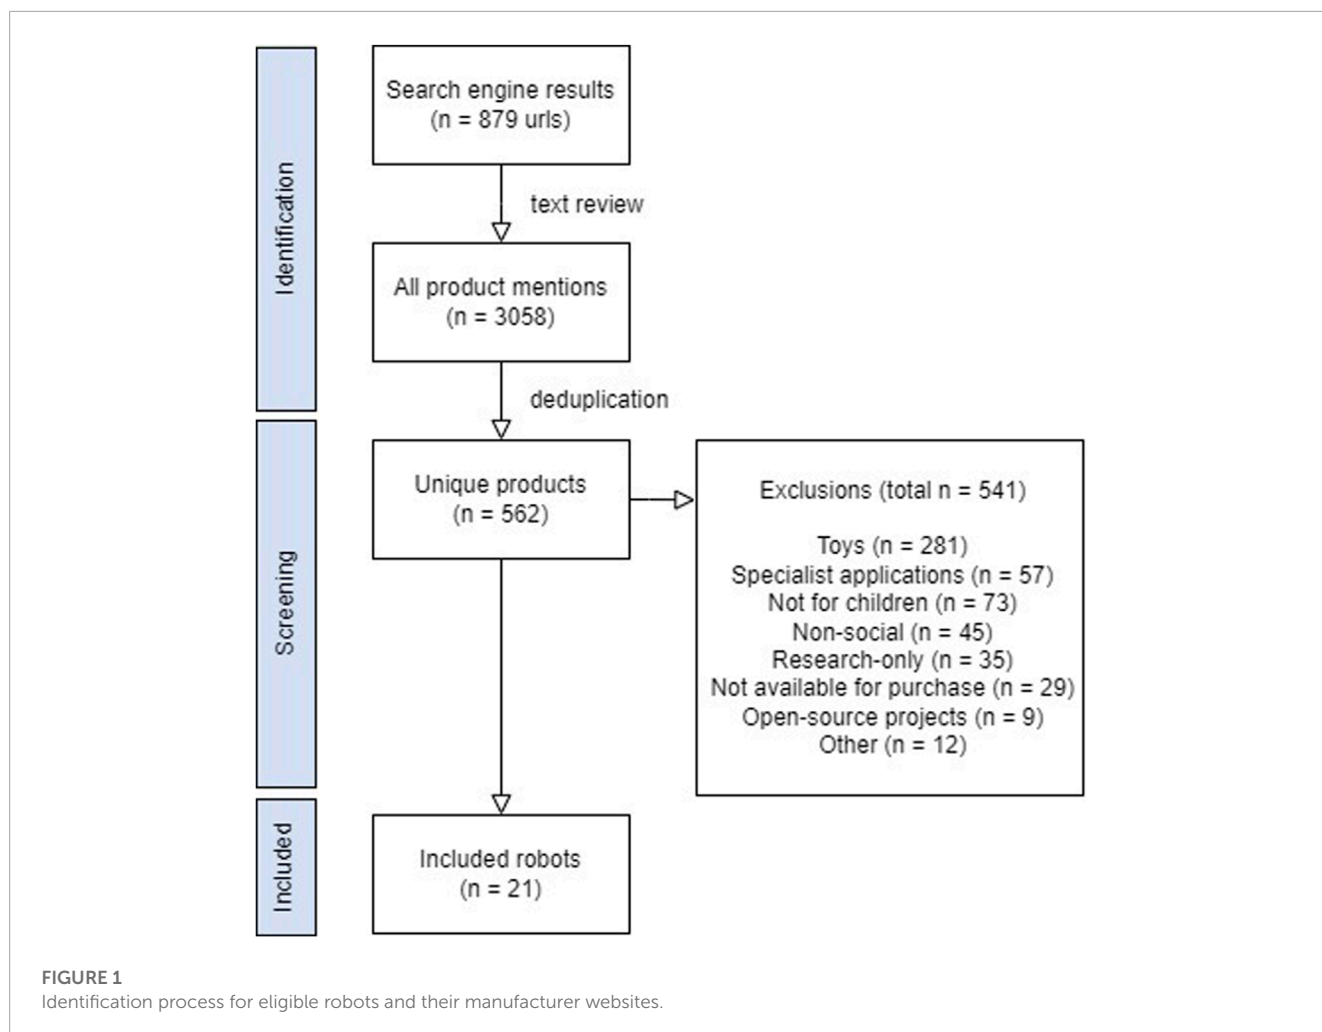 Identification
Search engine results
(n = 879 urls)
text review
All product mentions
(n = 3058)
deduplication
Screening
Unique products
(n = 562)
Exclusions (total n = 541)
Toys (n = 281)
Specialist applications (n = 57)
Not for children (n = 73)
Non-social (n = 45)
Research-only (n = 35)
Not available for purchase (n = 29)
Open-source projects (n = 9)
Other (n = 12)
Included
Included robots
(n = 21)
FIGURE 1
Identification process for eligible robots and their manufacturer websites.